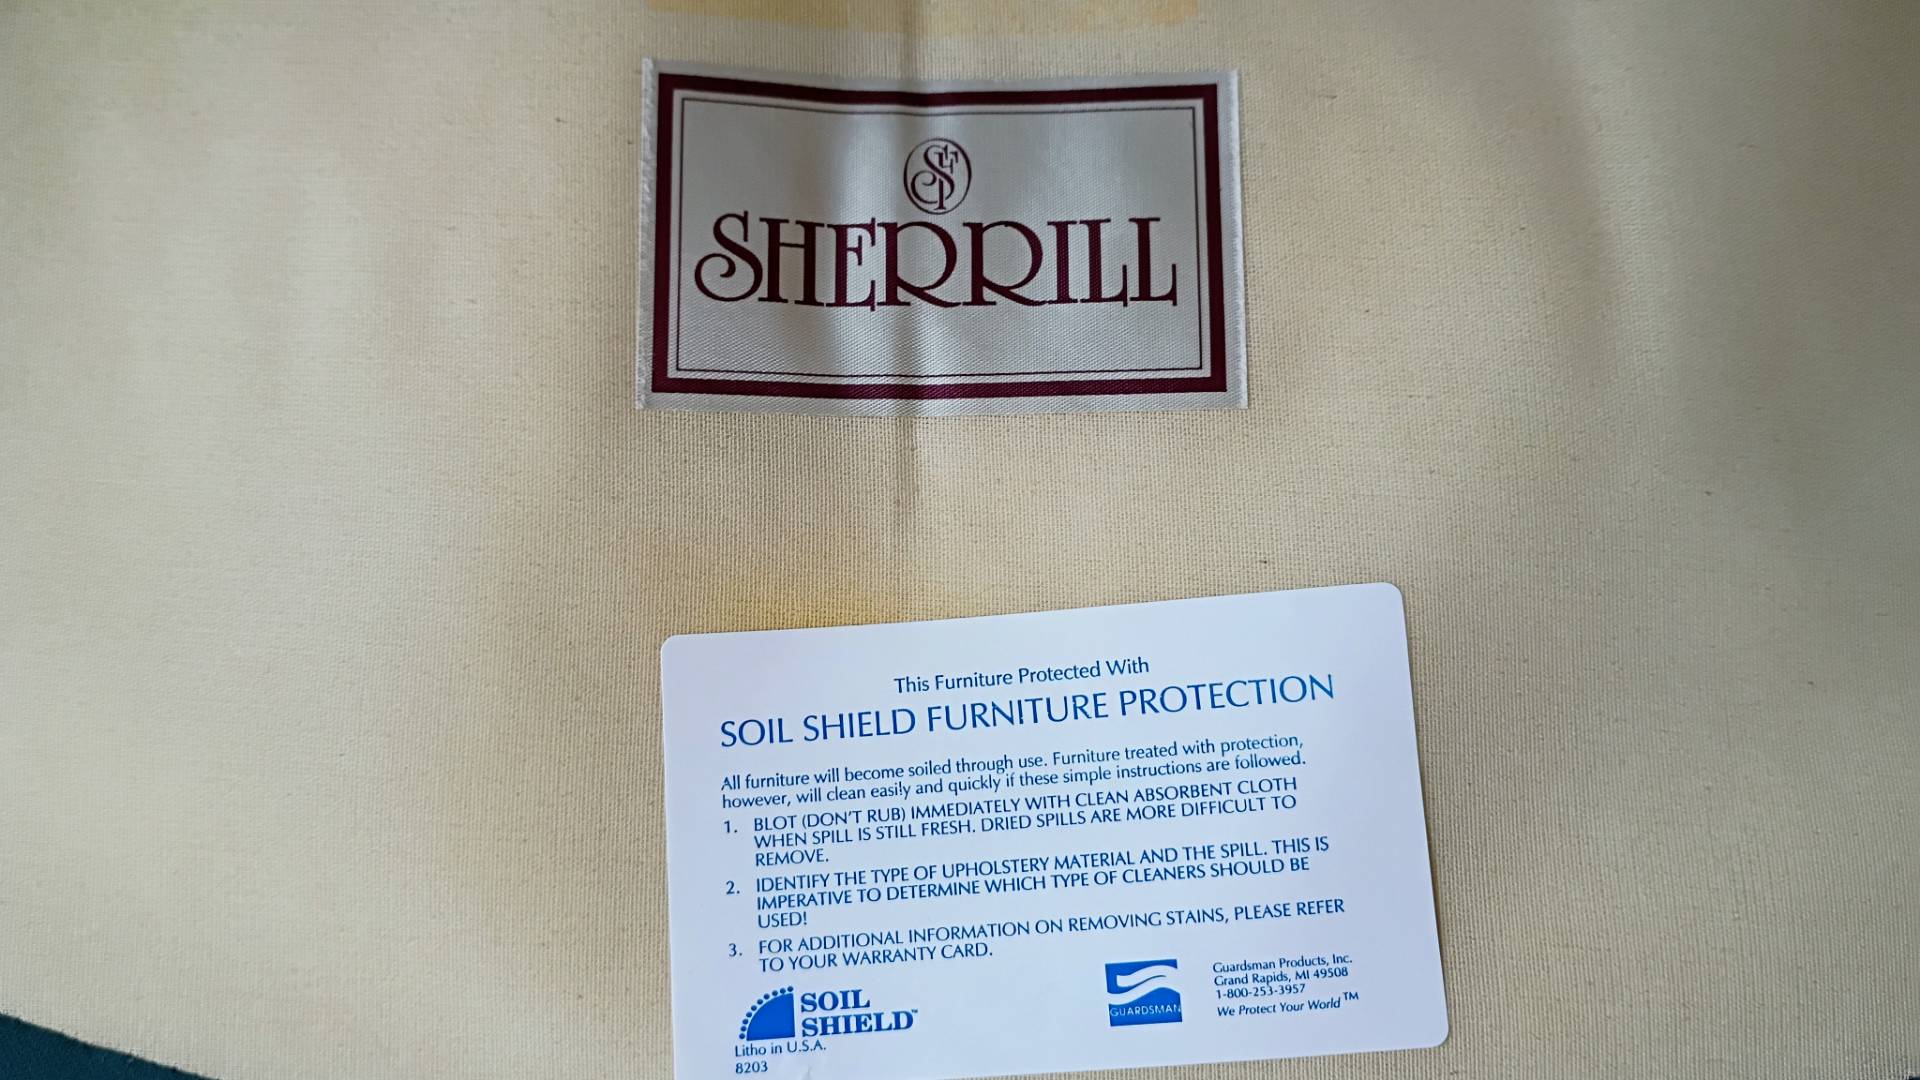 SHERRILL
This Furniture Protected With
SOIL SHIELD FURNITURE PROTECTION
All furniture will become soiled through use. Furniture treated with protection,
however, will clean easily and quickly if these simple instructions are followed.
1. BLOT (DON'T RUB) IMMEDIATELY WITH CLEAN ABSORBENT CLOTH
WHEN SPILL IS STILL FRESH. DRIED SPILLS ARE MORE DIFFICULT TO
REMOVE.
2. IDENTIFY THE TYPE OF UPHOLSTERY MATERIAL AND THE SPILL. THIS IS
IMPERATIVE TO DETERMINE WHICH TYPE OF CLEANERS SHOULD BE
USED!
3. FOR ADDITIONAL INFORMATION ON REMOVING STAINS, PLEASE REFER
TO YOUR WARRANTY CARD.
SOIL
SHIELD™
Litho in U.S.A.
8203
GUARDSMAN
Guardsman Products, Inc.
Grand Rapids, MI 49508
1-800-253-3957
We Protect Your World™